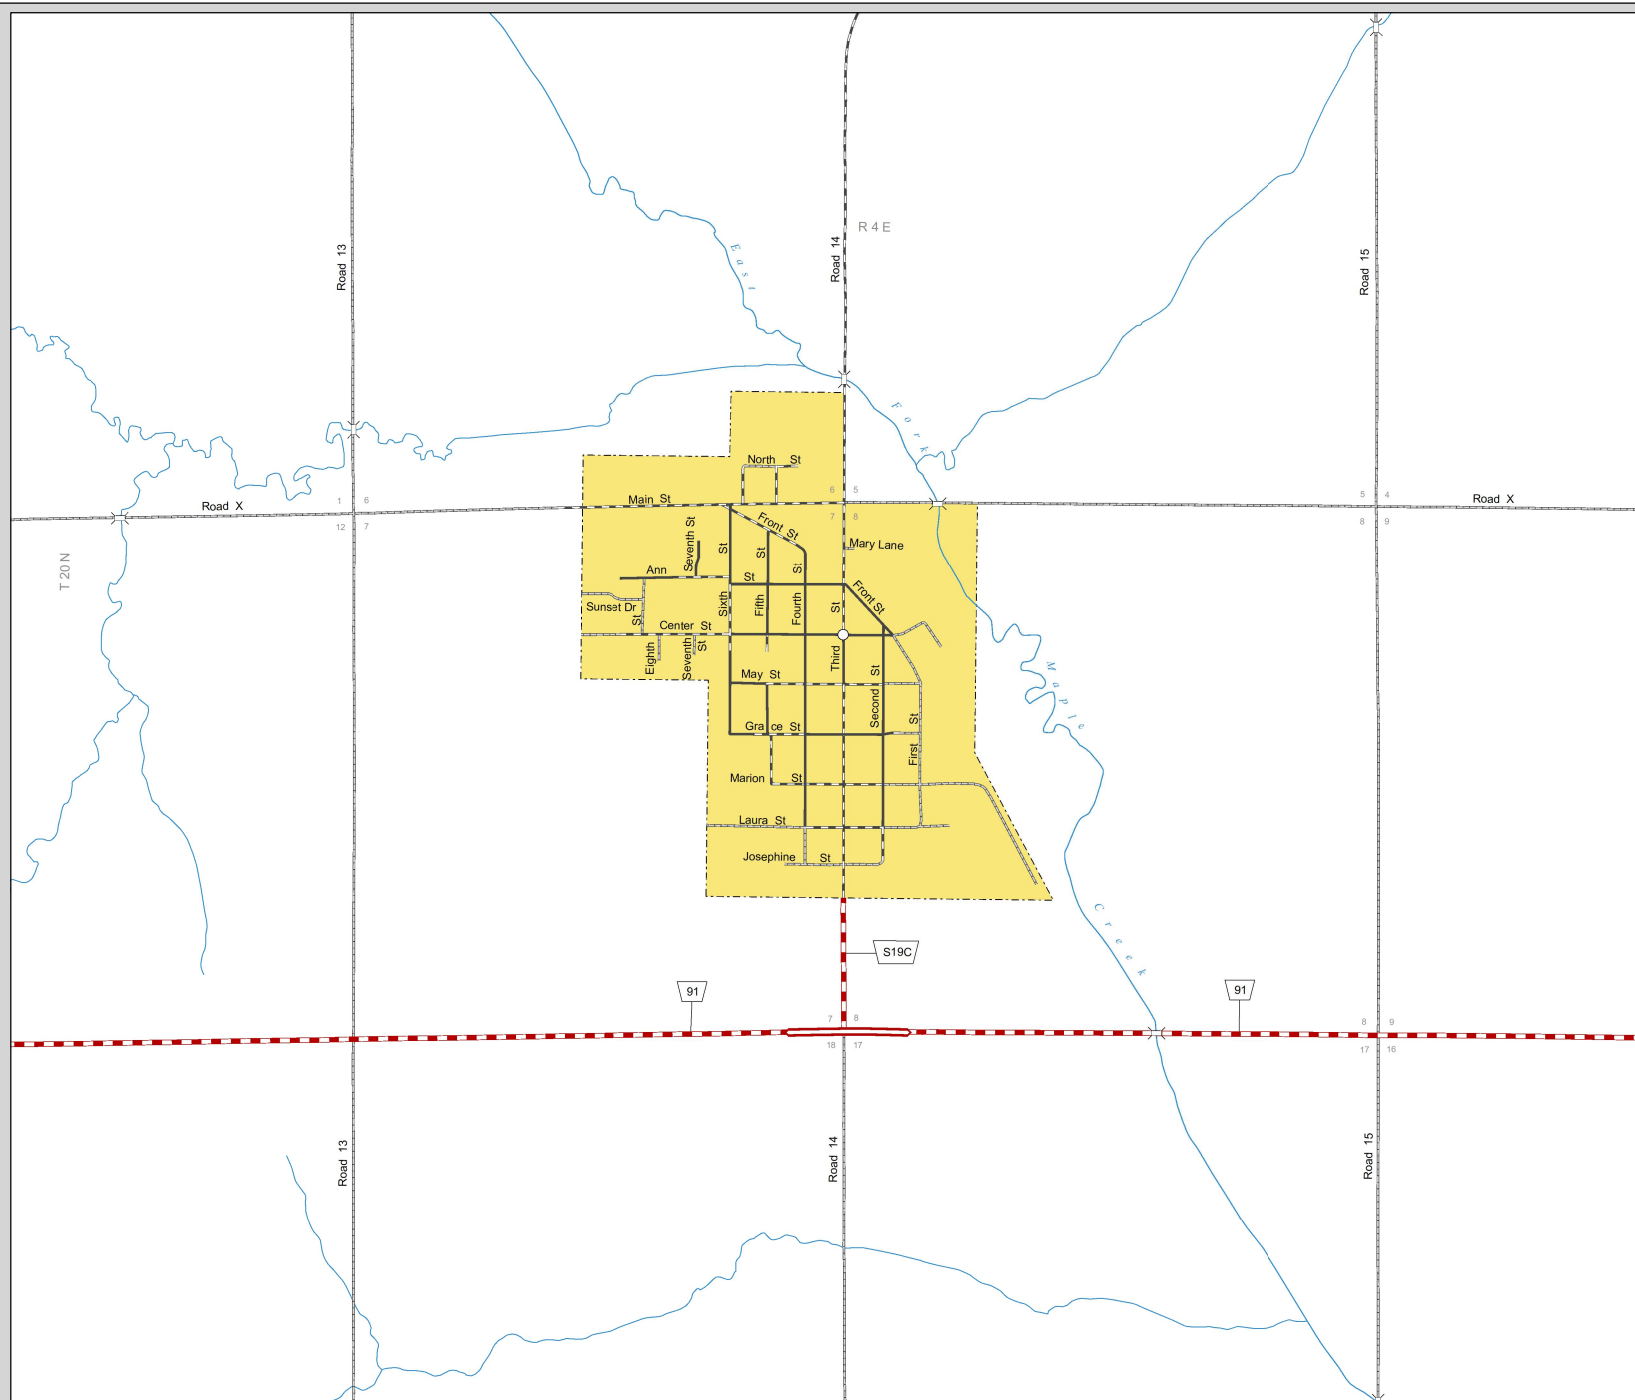 R 4 E
Road 13
Road 14
Road 15
East
Fork
North St
Main St
Road X
Road X
1 6
6 5
5 4
12 7
7 8
8 9
T 20 N
Front St
Seventh St
St
St
St
Mary Lane
Ann
St
Front St
Sunset Dr
St
Sixth
Fifth
Fourth
St
Center St
Eighth
Seventh
St
Third
St
May St
Second
Maple
Grace St
St
First
Marion St
Laura St
Josephine St
Creek
S19C
91
91
7 8
8 9
18 17
17 16
Road 13
Road 14
Road 15